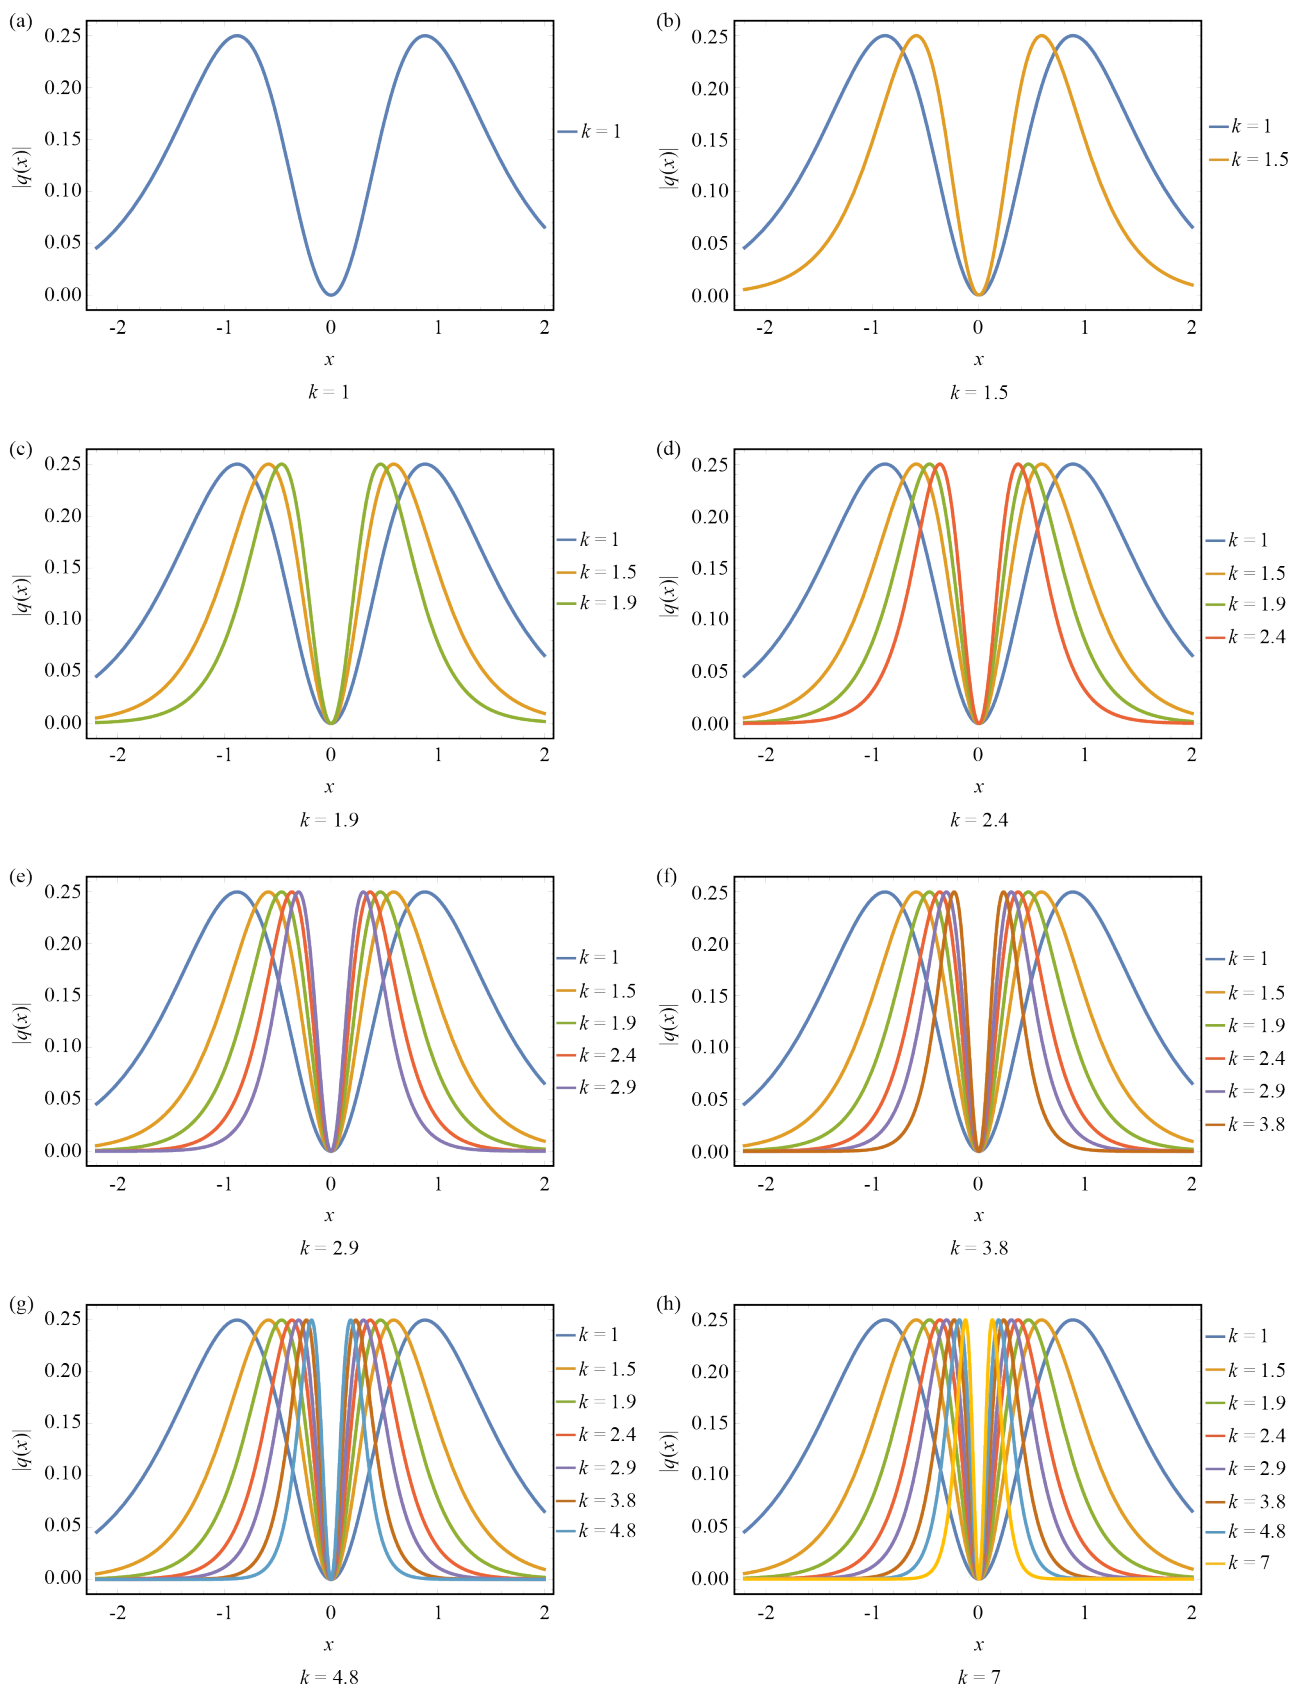 (a)
0.25
0.20
0.15
0.10
0.05
0.00
|q(x)|
-2 -1 0 1 2
x
k = 1
k = 1
(b)
0.25
0.20
0.15
0.10
0.05
0.00
|q(x)|
-2 -1 0 1 2
x
k = 1
k = 1.5
k = 1.5
(c)
0.25
0.20
0.15
0.10
0.05
0.00
|q(x)|
-2 -1 0 1 2
x
k = 1
k = 1.5
k = 1.9
k = 1.9
(d)
0.25
0.20
0.15
0.10
0.05
0.00
|q(x)|
-2 -1 0 1 2
x
k = 1
k = 1.5
k = 1.9
k = 2.4
k = 2.4
(e)
0.25
0.20
0.15
0.10
0.05
0.00
|q(x)|
-2 -1 0 1 2
x
k = 1
k = 1.5
k = 1.9
k = 2.4
k = 2.9
k = 2.9
(f)
0.25
0.20
0.15
0.10
0.05
0.00
|q(x)|
-2 -1 0 1 2
x
k = 1
k = 1.5
k = 1.9
k = 2.4
k = 2.9
k = 3.8
k = 3.8
(g)
0.25
0.20
0.15
0.10
0.05
0.00
|q(x)|
-2 -1 0 1 2
x
k = 1
k = 1.5
k = 1.9
k = 2.4
k = 2.9
k = 3.8
k = 4.8
k = 4.8
(h)
0.25
0.20
0.15
0.10
0.05
0.00
|q(x)|
-2 -1 0 1 2
x
k = 1
k = 1.5
k = 1.9
k = 2.4
k = 2.9
k = 3.8
k = 4.8
k = 7
k = 7